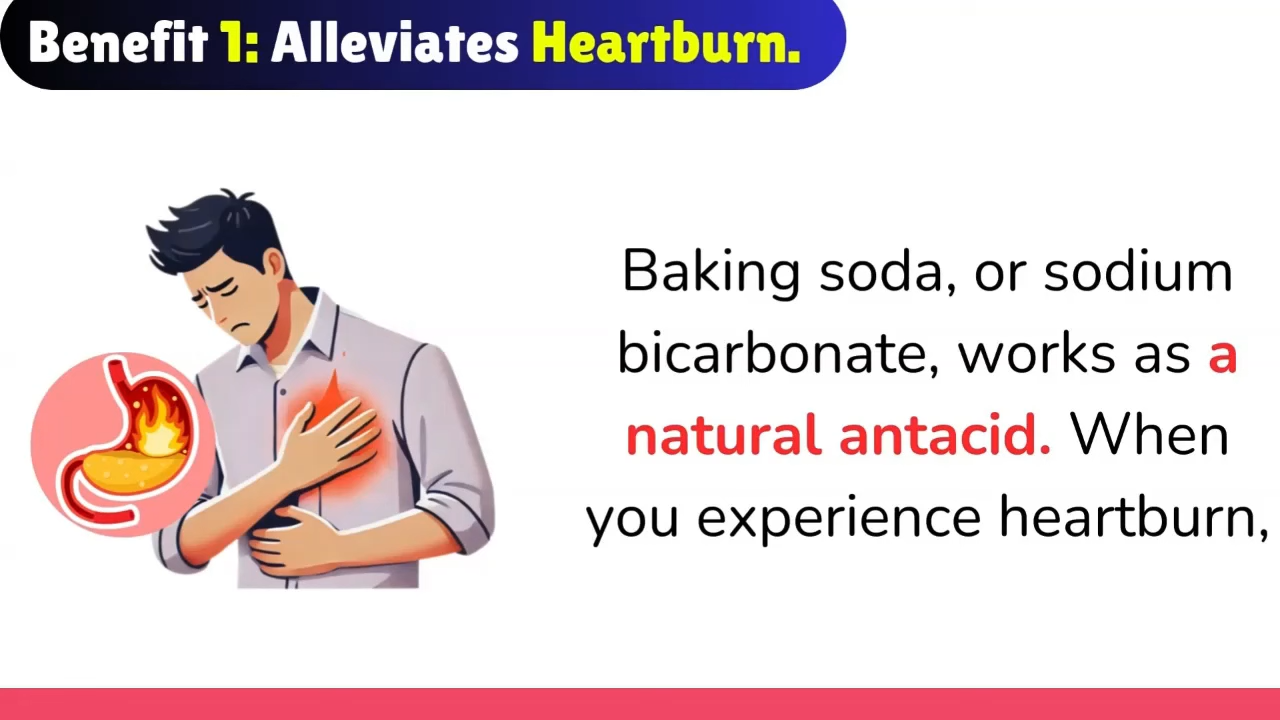 Benefit 1: Alleviates Heartburn.
Baking soda, or sodium
bicarbonate, works as a
natural antacid. When
you experience heartburn,